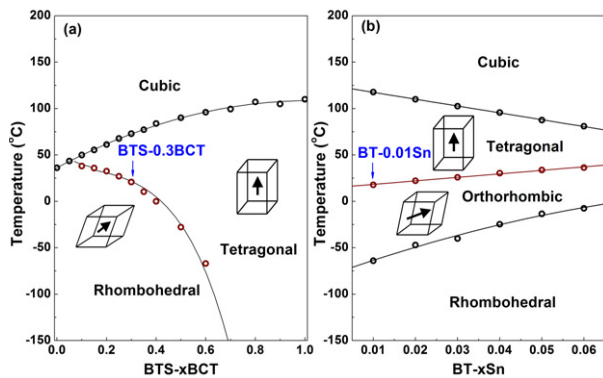 (a)
200
150
100
50
0
-50
-100
-150
Temperature (°C)
Cubic
BTS-0.3BCT
Tetragonal
Rhombohedral
0.0 0.2 0.4 0.6 0.8 1.0
BTS-xBCT
(b)
200
150
100
50
0
-50
-100
-150
Temperature (°C)
Cubic
Tetragonal
BT-0.01Sn
Orthorhombic
Rhombohedral
0.01 0.02 0.03 0.04 0.05 0.06
BT-xSn